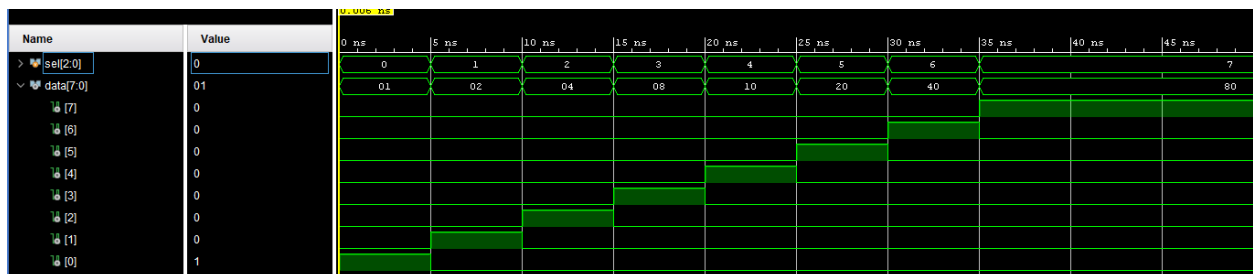 0.006 ns
Name Value 0 ns 5 ns 10 ns 15 ns 20 ns 25 ns 30 ns 35 ns 40 ns 45 ns
sel[2:0] 0 0 1 2 3 4 5 6 7
data[7:0] 01 01 02 04 08 10 20 40 80
[7] 0
[6] 0
[5] 0
[4] 0
[3] 0
[2] 0
[1] 0
[0] 1